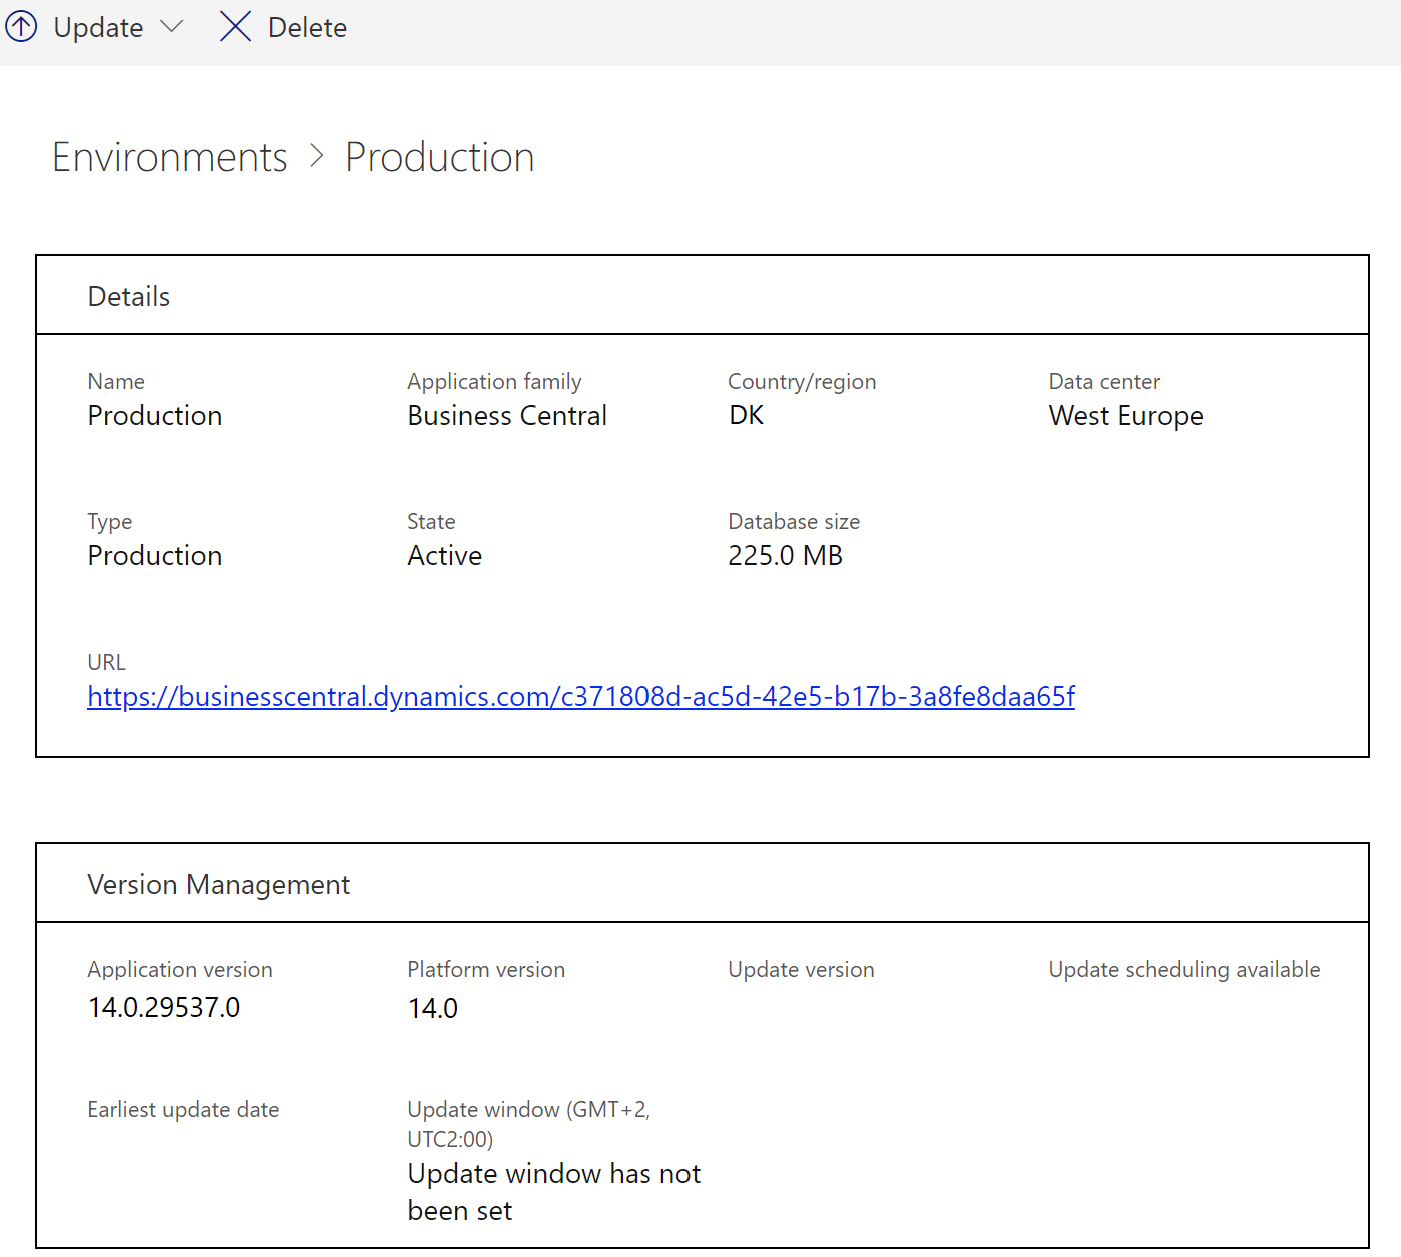 Update Delete
Environments > Production
Details
Name Application family Country/region Data center
Production Business Central DK West Europe
Type State Database size
Production Active 225.0 MB
URL
https://businesscentral.dynamics.com/c371808d-ac5d-42e5-b17b-3a8fe8daa65f
Version Management
Application version Platform version Update version Update scheduling available
14.0.29537.0 14.0
Earliest update date Update window (GMT+2,
UTC2:00)
Update window has not
been set